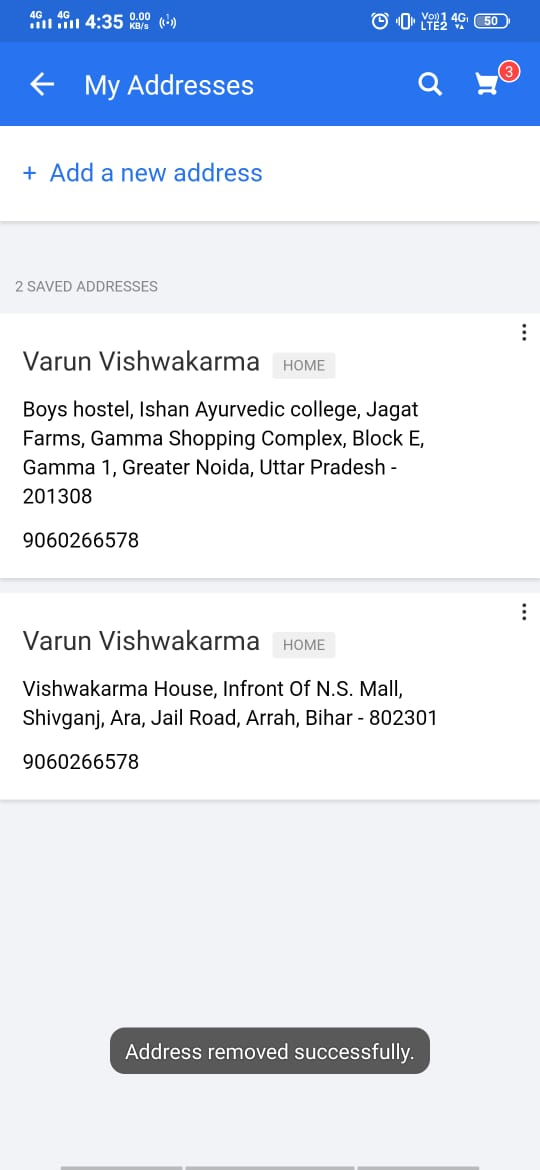 4G 4G 4:35 0.00 KB/s Vo)) 1 4G LTE2 50
My Addresses 3
+ Add a new address
2 SAVED ADDRESSES
Varun Vishwakarma HOME
Boys hostel, Ishan Ayurvedic college, Jagat
Farms, Gamma Shopping Complex, Block E,
Gamma 1, Greater Noida, Uttar Pradesh -
201308
9060266578
Varun Vishwakarma HOME
Vishwakarma House, Infront Of N.S. Mall,
Shivganj, Ara, Jail Road, Arrah, Bihar - 802301
9060266578
Address removed successfully.